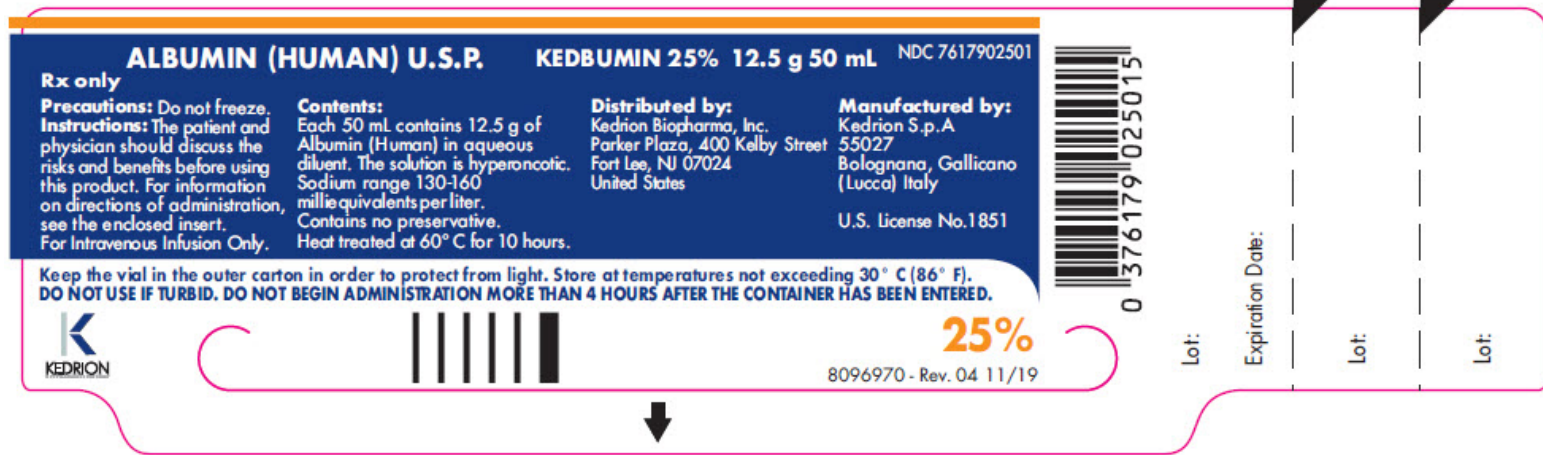 ALBUMIN (HUMAN) U.S.P.
KEDBUMIN 25% 12.5 g 50 mL
NDC 7617902501
Rx only
Precautions: Do not freeze.
Instructions: The patient and
physician should discuss the
risks and benefits before using
this product. For information
on directions of administration,
see the enclosed insert.
For Intravenous Infusion Only.
Contents:
Each 50 mL contains 12.5 g of
Albumin (Human) in aqueous
diluent. The solution is hyperoncotic.
Sodium range 130-160
milliequivalents per liter.
Contains no preservative.
Heat treated at 60° C for 10 hours.
Distributed by:
Kedrion Biopharma, Inc.
Parker Plaza, 400 Kelby Street
Fort Lee, NJ 07024
United States
Manufactured by:
Kedrion S.p.A
55027
Bolognana, Gallicano
(Lucca) Italy
U.S. License No.1851
Keep the vial in the outer carton in order to protect from light. Store at temperatures not exceeding 30° C (86° F).
DO NOT USE IF TURBID. DO NOT BEGIN ADMINISTRATION MORE THAN 4 HOURS AFTER THE CONTAINER HAS BEEN ENTERED.
KEDRION
25%
8096970 - Rev. 04 11/19
0 376179 025015
Lot:
Expiration Date:
Lot:
Lot: